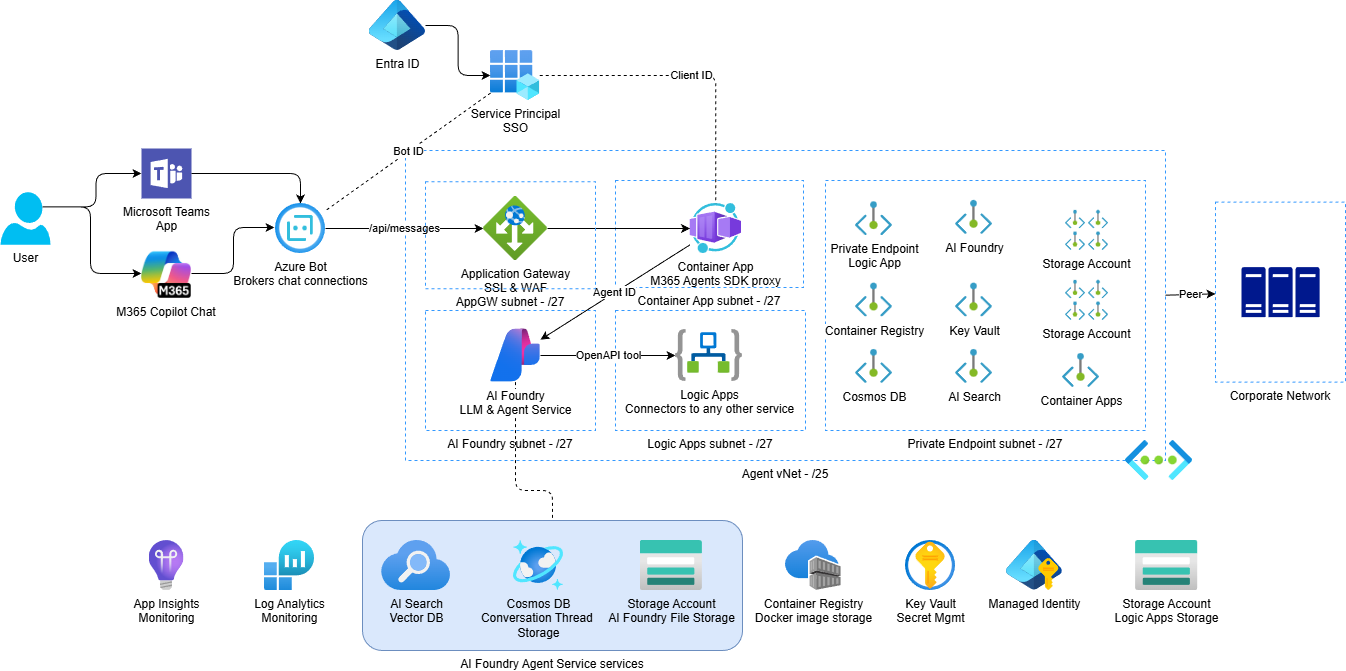 Entra ID
Service Principal
SSO
Client ID
Bot ID
User
Microsoft Teams
App
M365
M365 Copilot Chat
Azure Bot
Brokers chat connections
/api/messages
Application Gateway
SSL & WAF
AppGW subnet - /27
Container App
M365 Agents SDK proxy
Container App subnet - /27
Agent ID
AI Foundry
LLM & Agent Service
AI Foundry subnet - /27
OpenAPI tool
Logic Apps
Connectors to any other service
Logic Apps subnet - /27
Private Endpoint
Logic App
AI Foundry
Storage Account
Container Registry
Key Vault
Storage Account
Cosmos DB
AI Search
Container Apps
Private Endpoint subnet - /27
Agent vNet - /25
Peer
Corporate Network
App Insights
Monitoring
Log Analytics
Monitoring
AI Search
Vector DB
Cosmos DB
Conversation Thread
Storage
Storage Account
AI Foundry File Storage
AI Foundry Agent Service services
Container Registry
Docker image storage
Key Vault
Secret Mgmt
Managed Identity
Storage Account
Logic Apps Storage